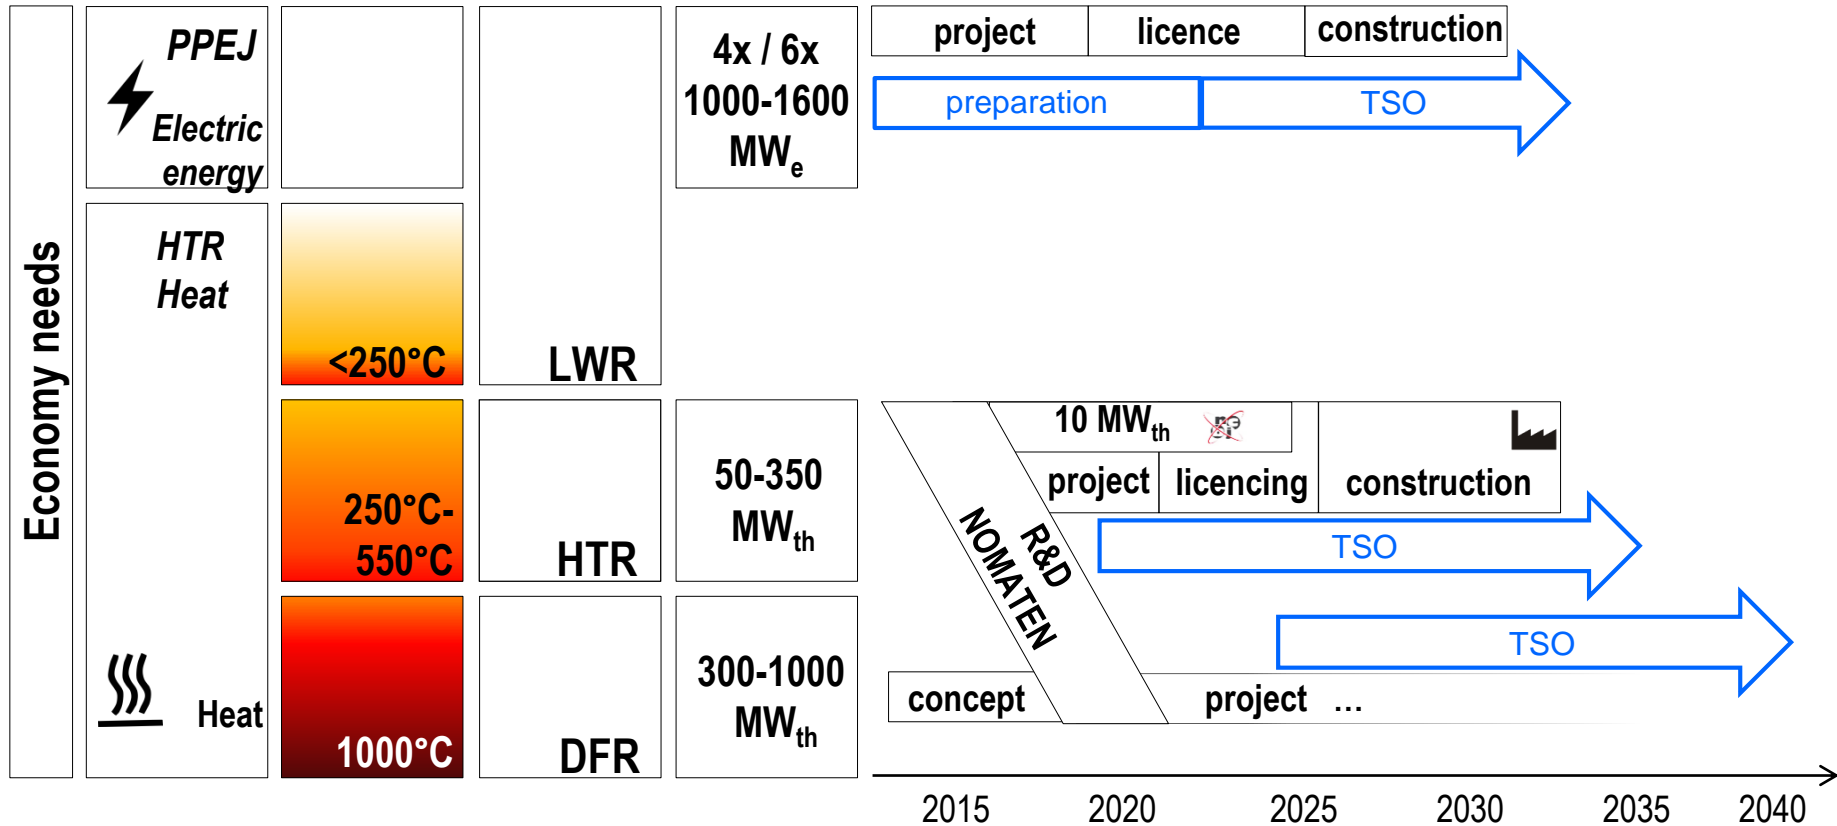 Economy needs
PPEJ
Electric
energy
HTR
Heat
Heat
<250°C
250°C-
550°C
1000°C
LWR
HTR
DFR
4x / 6x
1000-1600
MWe
50-350
MWth
300-1000
MWth
project
licence
construction
preparation
TSO
10 MWth
project
licencing
construction
R&D
NOMATEN
TSO
TSO
concept
project ...
2015
2020
2025
2030
2035
2040